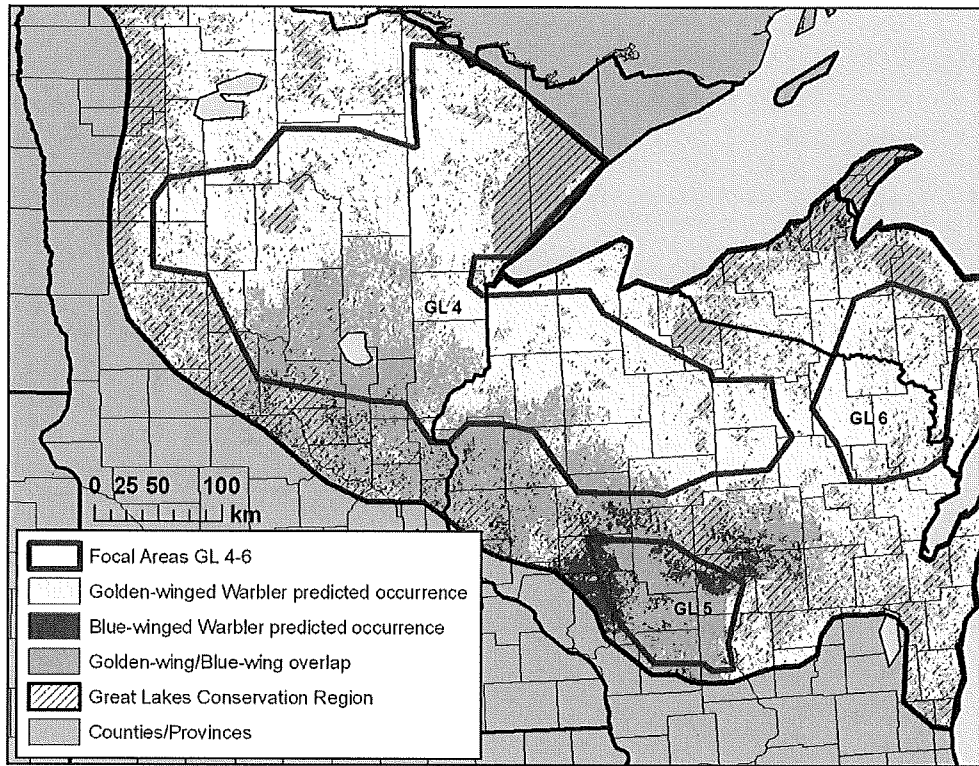 GL 4
GL 6
GL 5
0 25 50 100
km
Focal Areas GL 4-6
Golden-winged Warbler predicted occurrence
Blue-winged Warbler predicted occurrence
Golden-wing/Blue-wing overlap
Great Lakes Conservation Region
Counties/Provinces